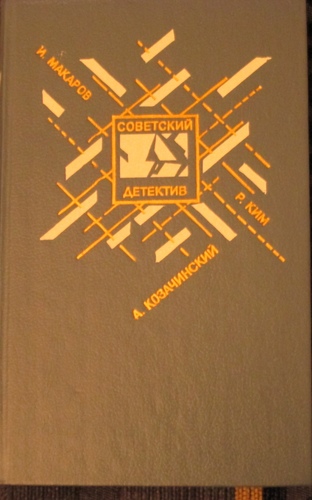 И. МАКАРОВ
СОВЕТСКИЙ
ДЕТЕКТИВ
Р. КИМ
А. КОЗАЧИНСКИЙ